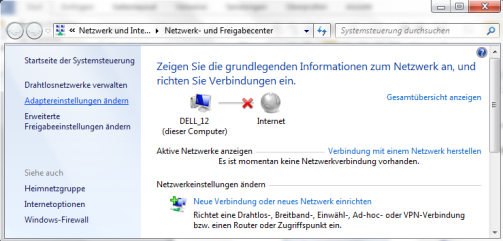 Netzwerk und Inte... ▸ Netzwerk- und Freigabecenter
Systemsteuerung durchsuchen
Startseite der Systemsteuerung
Drahtlosnetzwerke verwalten
Adaptereinstellungen ändern
Erweiterte
Freigabeeinstellungen ändern
Siehe auch
Heimnetzgruppe
Internetoptionen
Windows-Firewall
Zeigen Sie die grundlegenden Informationen zum Netzwerk an, und
richten Sie Verbindungen ein.
Gesamtübersicht anzeigen
DELL_12
(dieser Computer)
Internet
Aktive Netzwerke anzeigen
Verbindung mit einem Netzwerk herstellen
Es ist momentan keine Netzwerkverbindung vorhanden.
Netzwerkeinstellungen ändern
Neue Verbindung oder neues Netzwerk einrichten
Richtet eine Drahtlos-, Breitband-, Einwähl-, Ad-hoc- oder VPN-Verbindung
bzw. einen Router oder Zugriffspunkt ein.